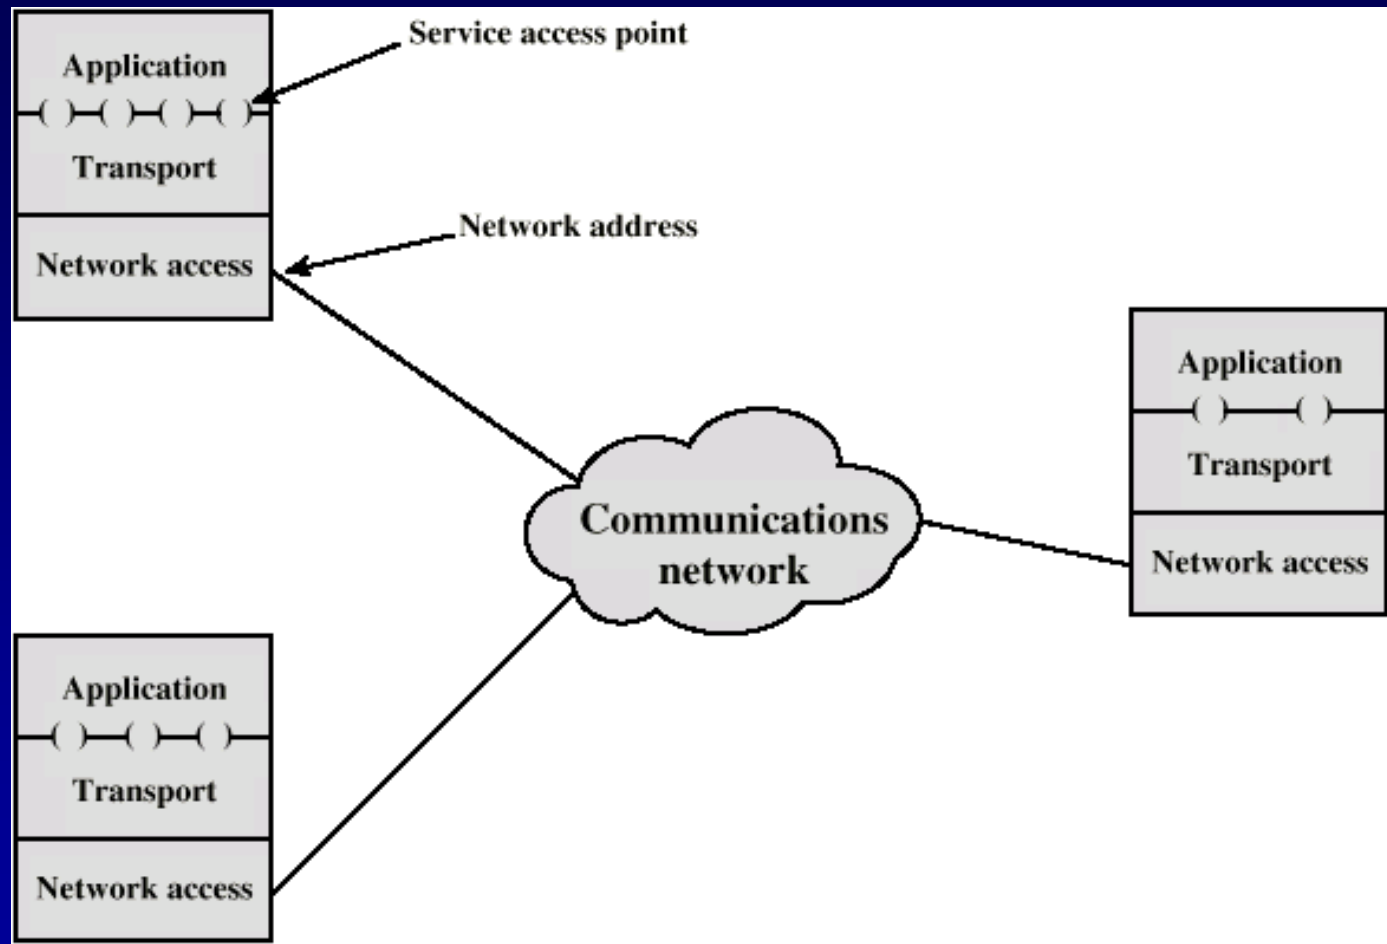 Service access point
Application
Transport
Network address
Network access
Application
Transport
Communications
network
Network access
Application
Transport
Network access